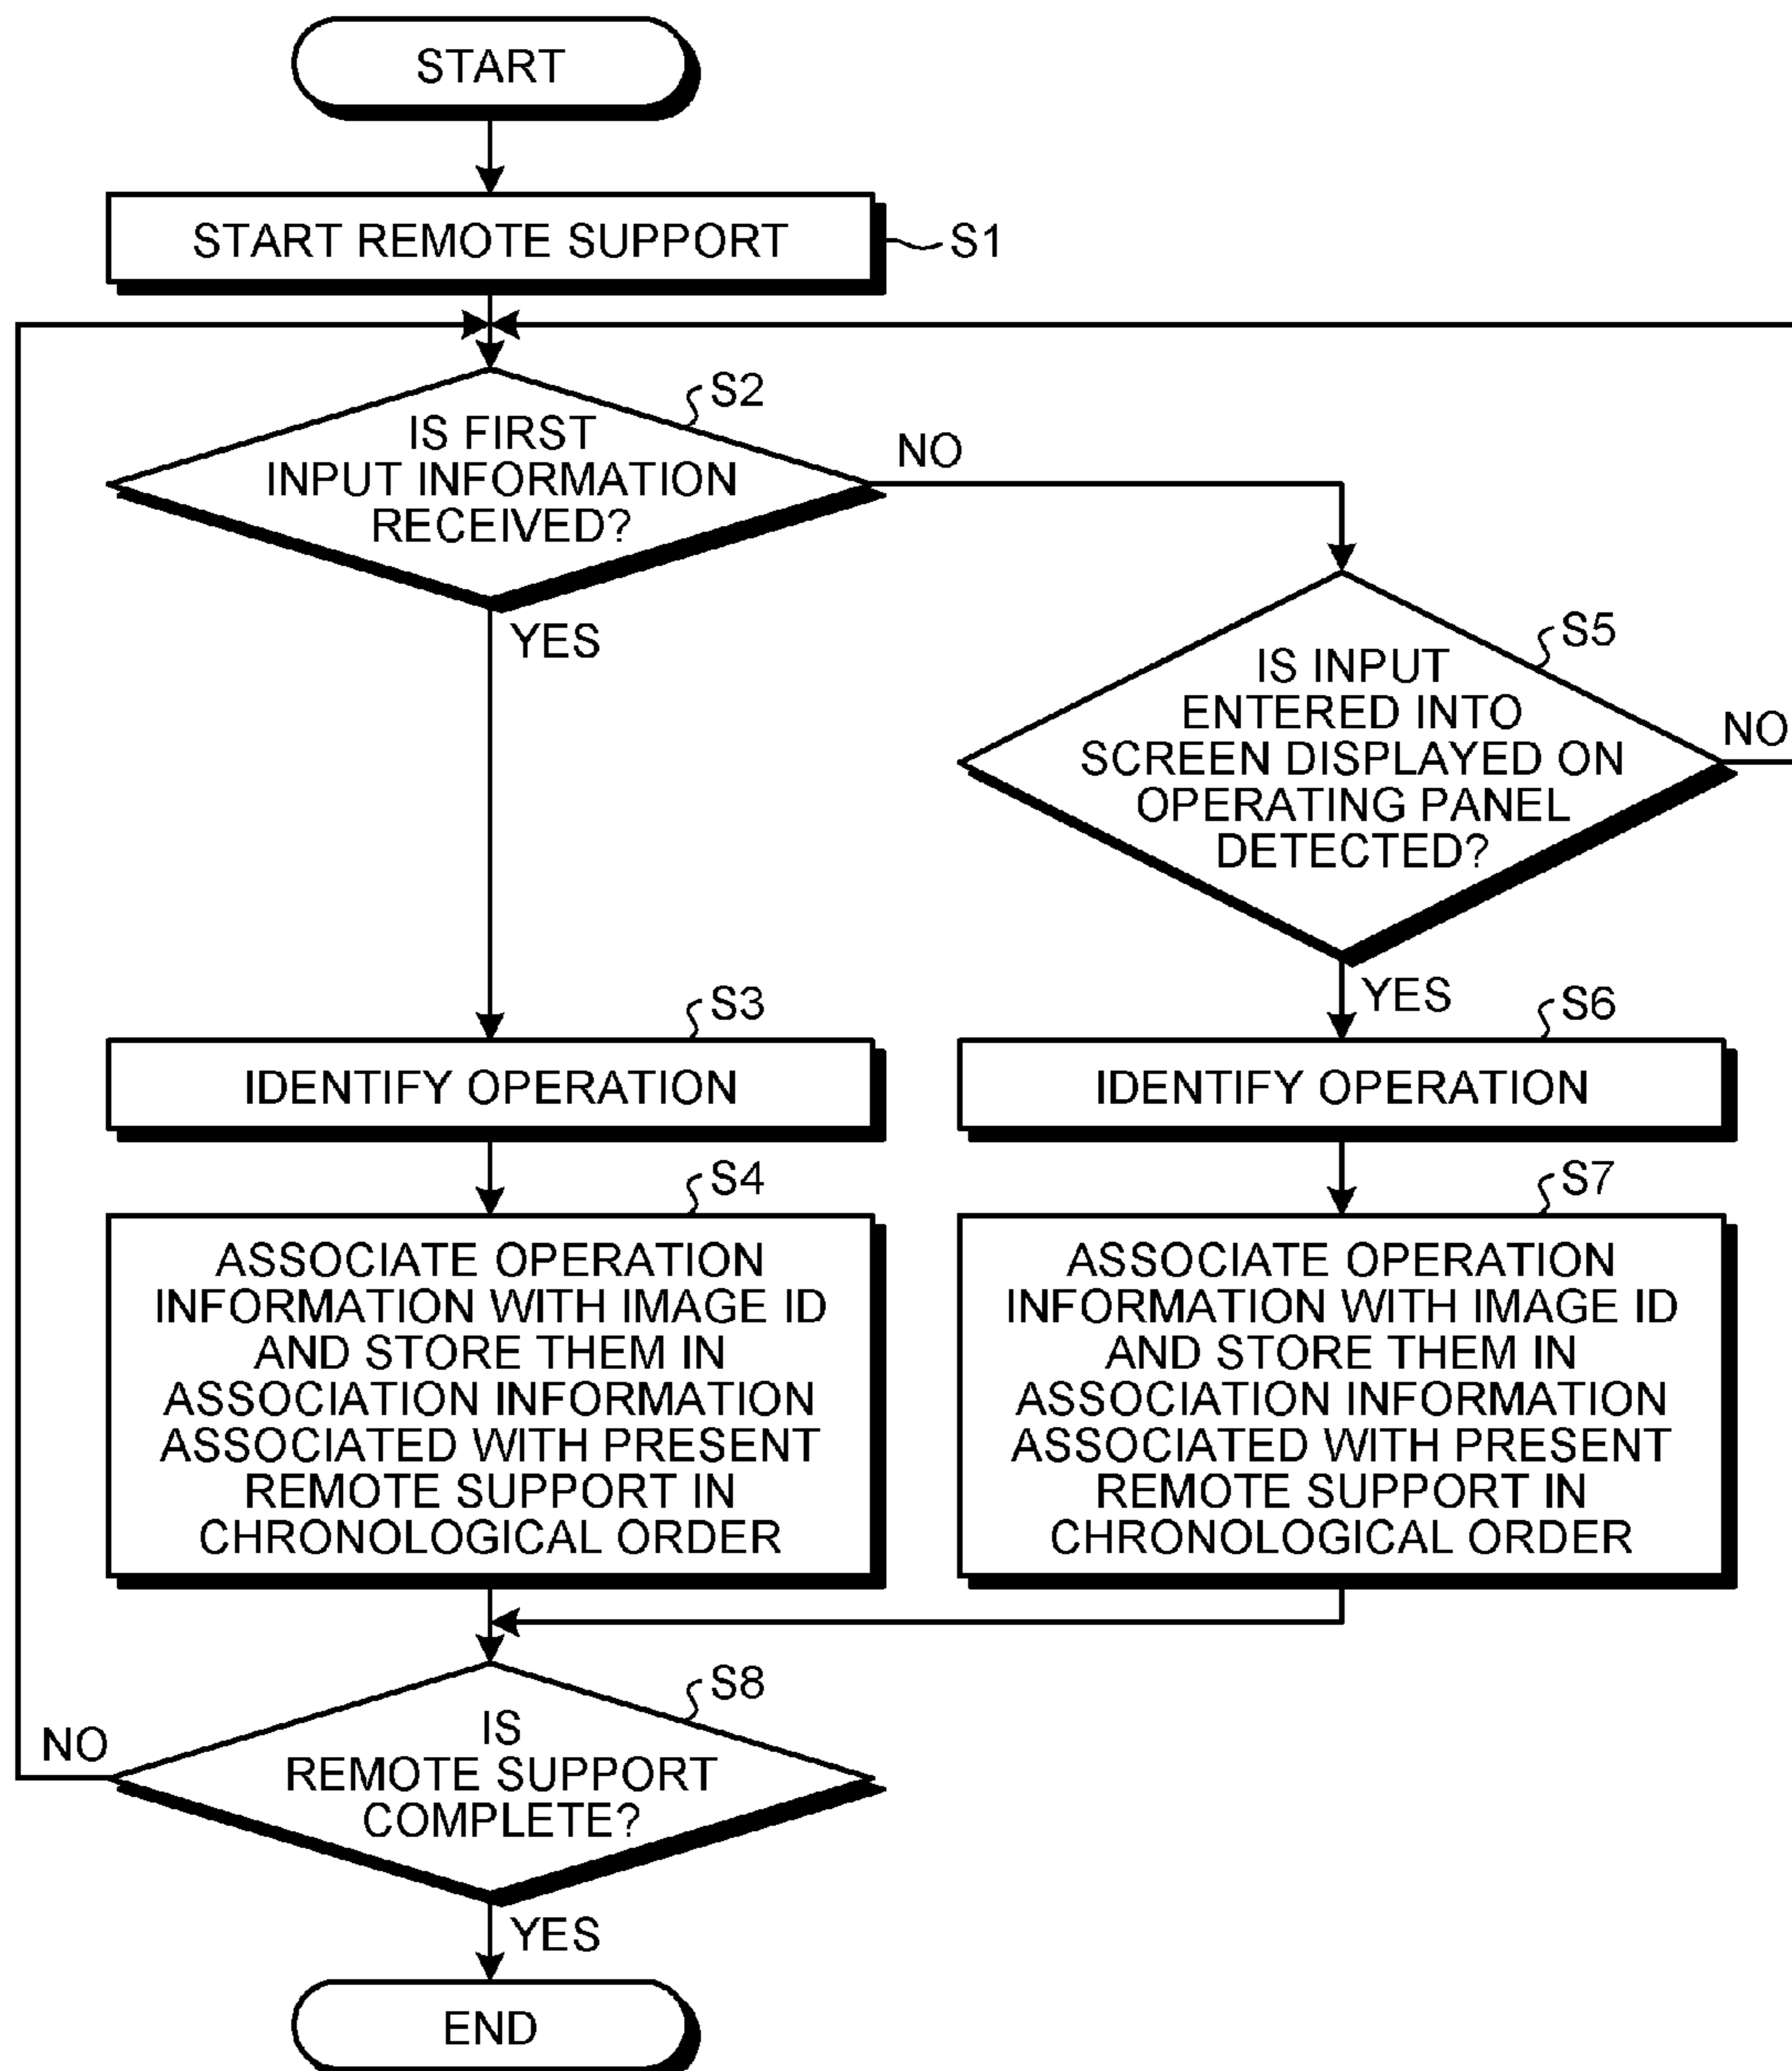 START
START REMOTE SUPPORT
S1
S2
IS FIRST
INPUT INFORMATION
RECEIVED?
NO
YES
S5
IS INPUT
ENTERED INTO
SCREEN DISPLAYED ON
OPERATING PANEL
DETECTED?
NO
YES
S3
IDENTIFY OPERATION
S6
IDENTIFY OPERATION
S4
ASSOCIATE OPERATION
INFORMATION WITH IMAGE ID
AND STORE THEM IN
ASSOCIATION INFORMATION
ASSOCIATED WITH PRESENT
REMOTE SUPPORT IN
CHRONOLOGICAL ORDER
S7
ASSOCIATE OPERATION
INFORMATION WITH IMAGE ID
AND STORE THEM IN
ASSOCIATION INFORMATION
ASSOCIATED WITH PRESENT
REMOTE SUPPORT IN
CHRONOLOGICAL ORDER
S8
IS
REMOTE SUPPORT
COMPLETE?
NO
YES
END